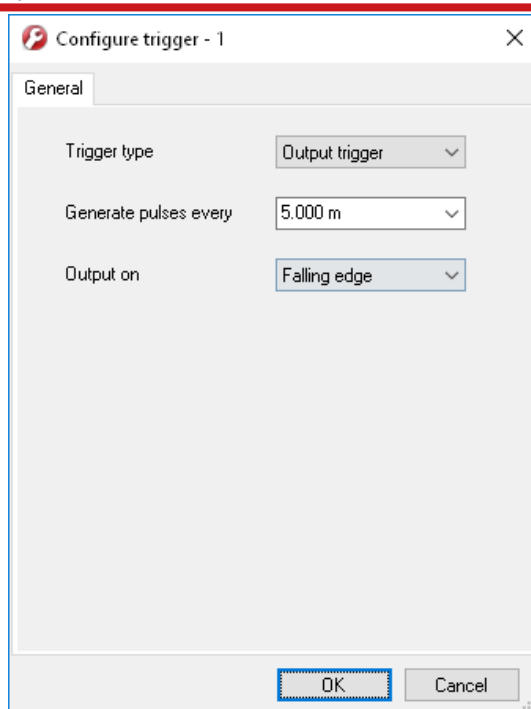 Configure trigger - 1
General
Trigger type Output trigger
Generate pulses every 5.000 m
Output on Falling edge
OK Cancel